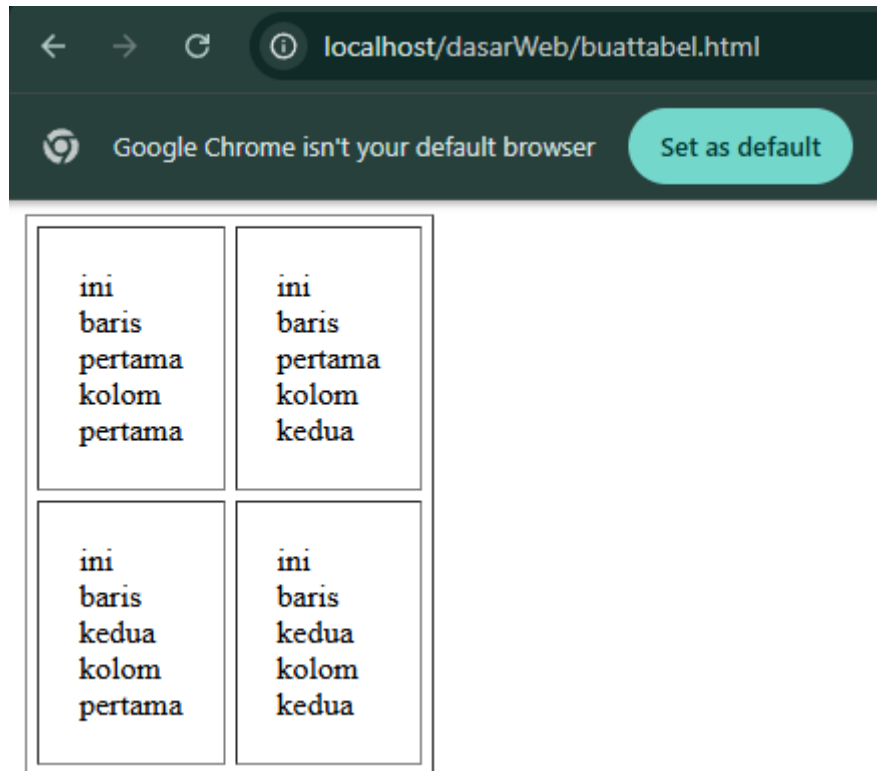 localhost/dasarWeb/buattabel.html
Google Chrome isn't your default browser Set as default
ini
baris
pertama
kolom
pertama
ini
baris
pertama
kolom
kedua
ini
baris
kedua
kolom
pertama
ini
baris
kedua
kolom
kedua